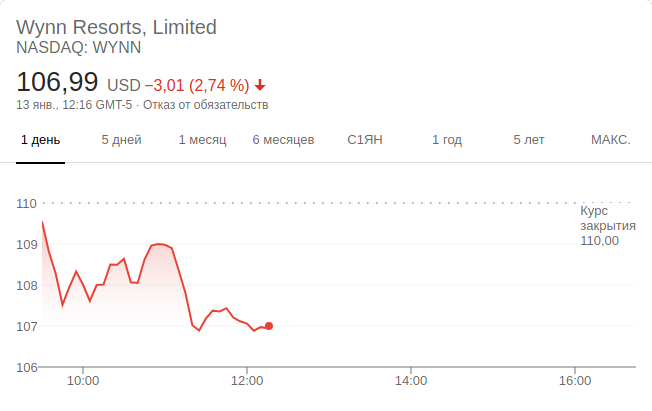 Wynn Resorts, Limited
NASDAQ: WYNN
106,99 USD −3,01 (2,74 %)
13 янв., 12:16 GMT-5 · Отказ от обязательств
1 день 5 дней 1 месяц 6 месяцев С1ЯН 1 год 5 лет МАКС.
110
Курс
закрытия
110,00
109
108
107
106
10:00 12:00 14:00 16:00